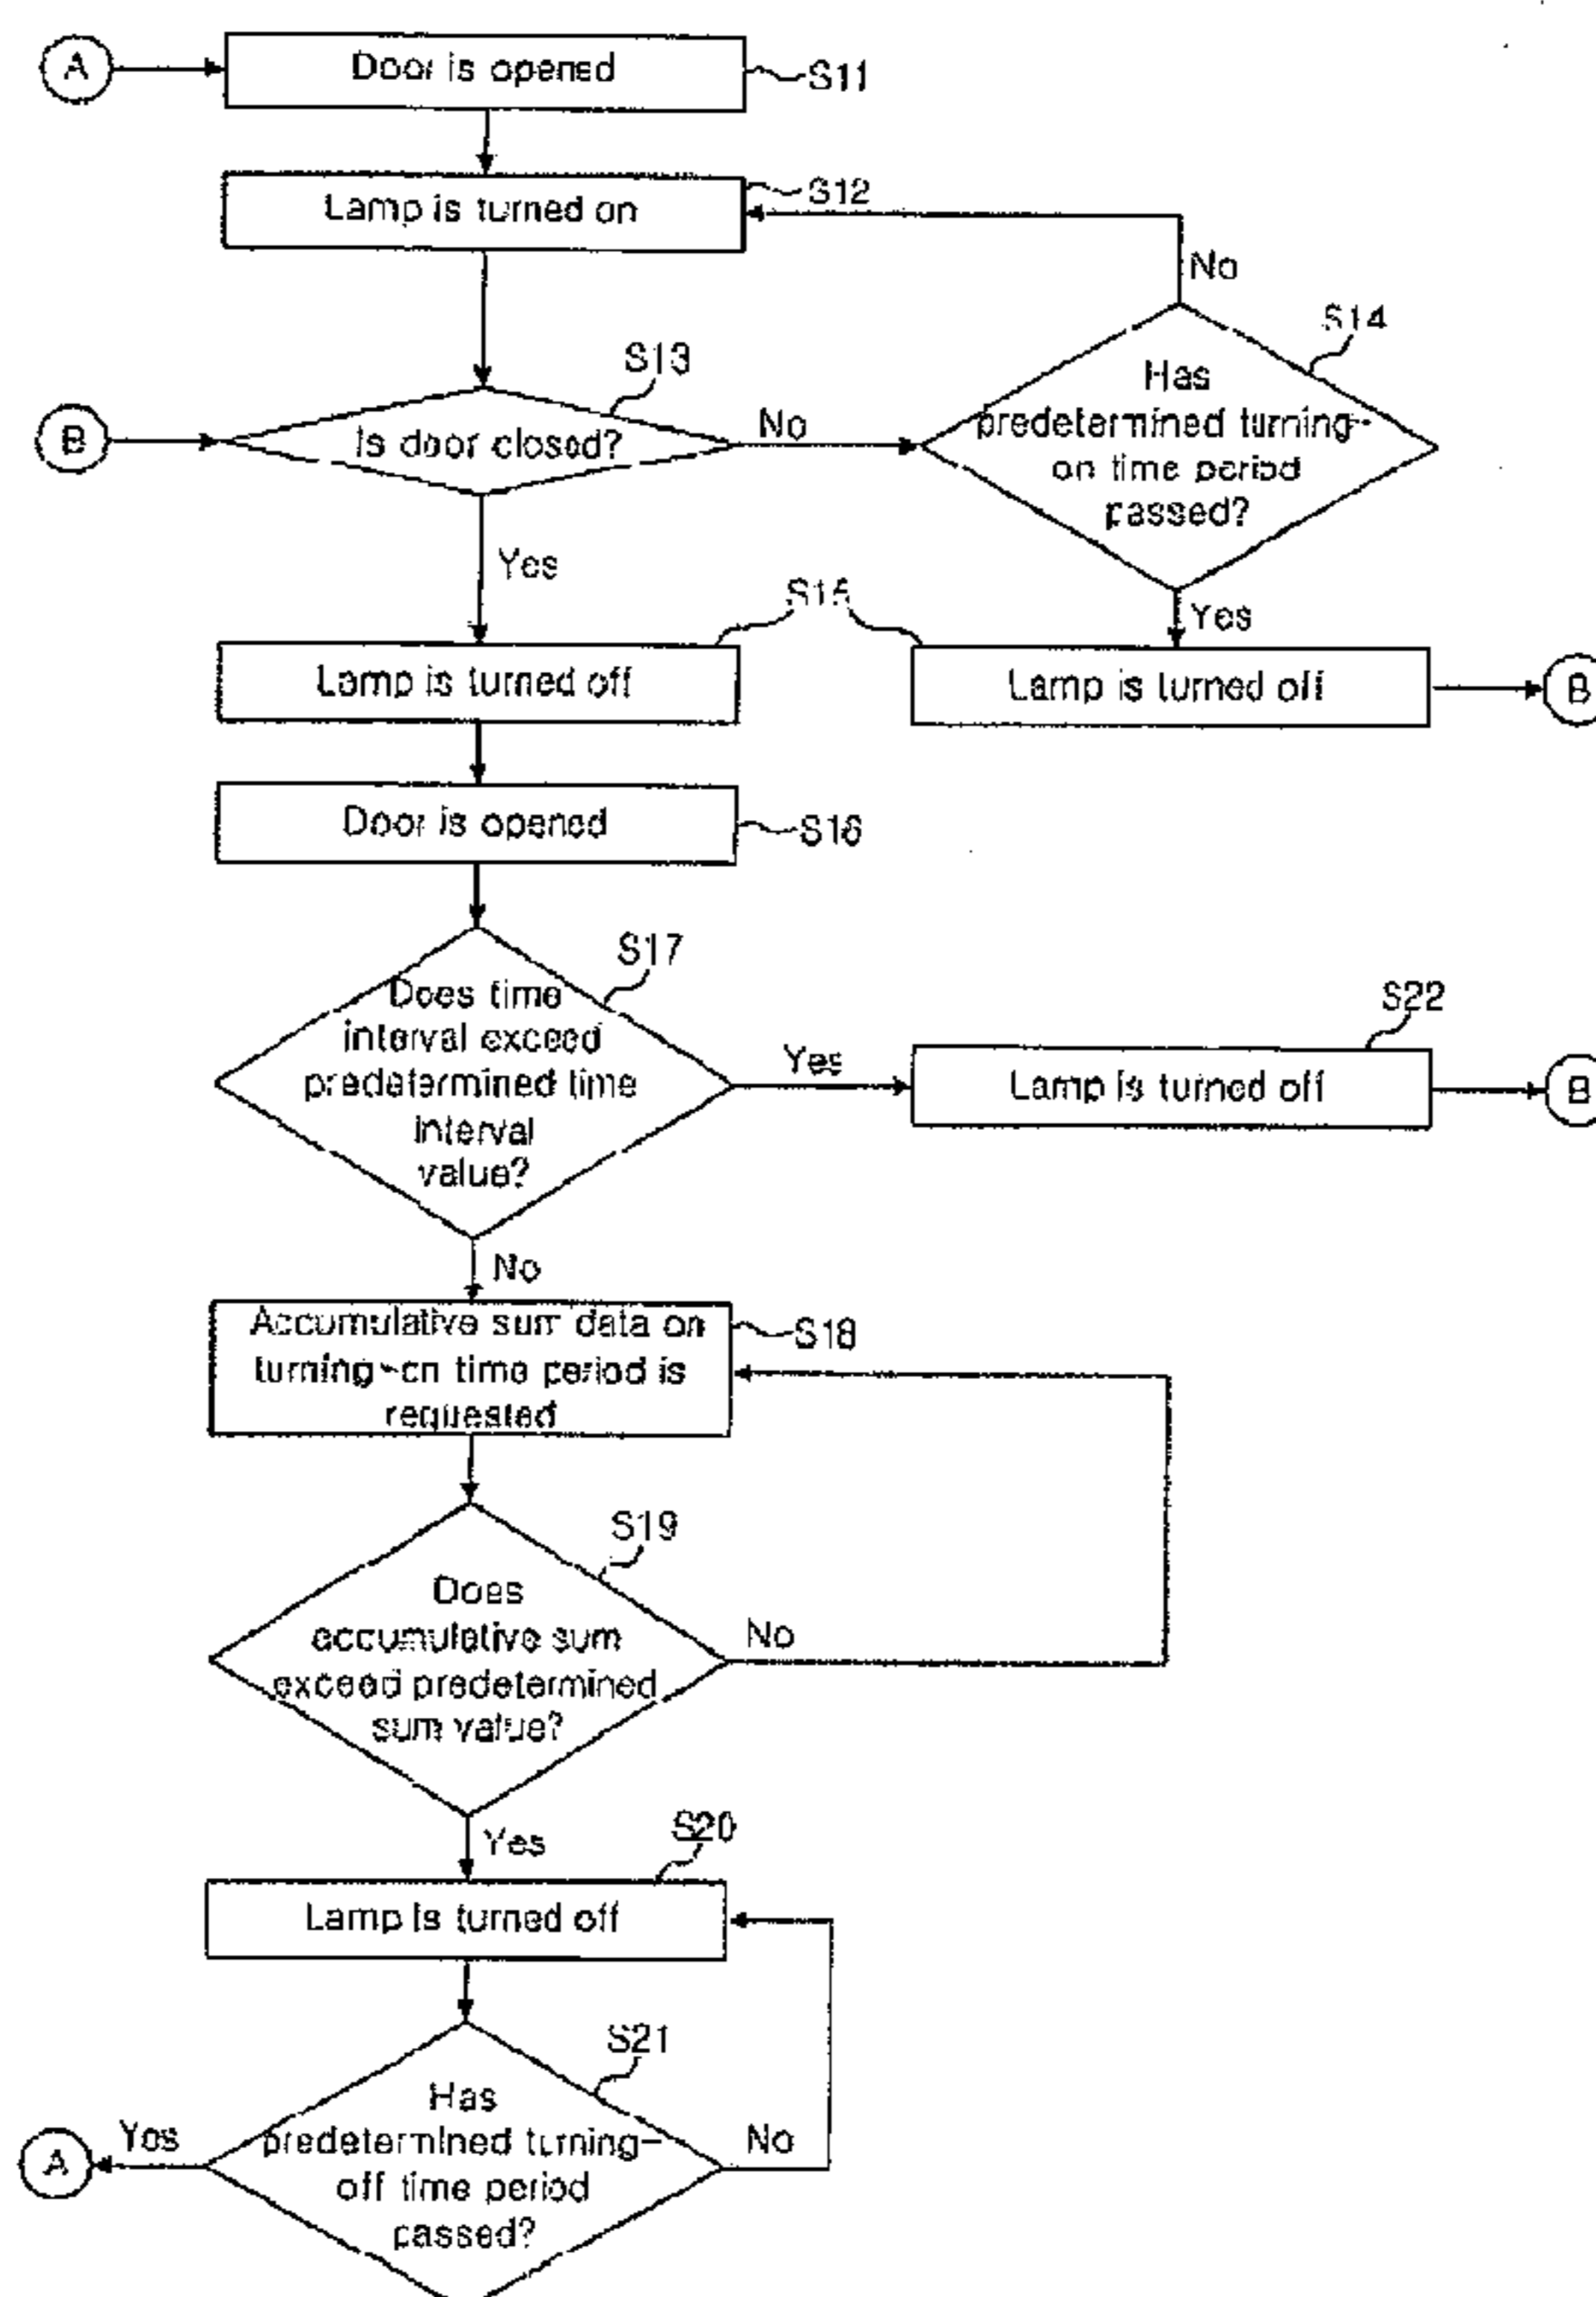 A
Door is opened
S11
Lamp is turned on
S12
No
S14
Has
predetermined turning-
on time period
passed?
S13
B
Is door closed?
No
Yes
S15
Yes
Lamp is turned off
Lamp is turned off
B
Door is opened
S16
S17
Does time
interval exceed
predetermined time
interval
value?
Yes
S22
Lamp is turned off
B
No
Accumulative sum data on
turning-on time period is
requested
S18
S19
Does
accumulative sum
exceed predetermined
sum value?
No
Yes
S20
Lamp is turned off
S21
Has
predetermined turning-
off time period
passed?
No
Yes
A